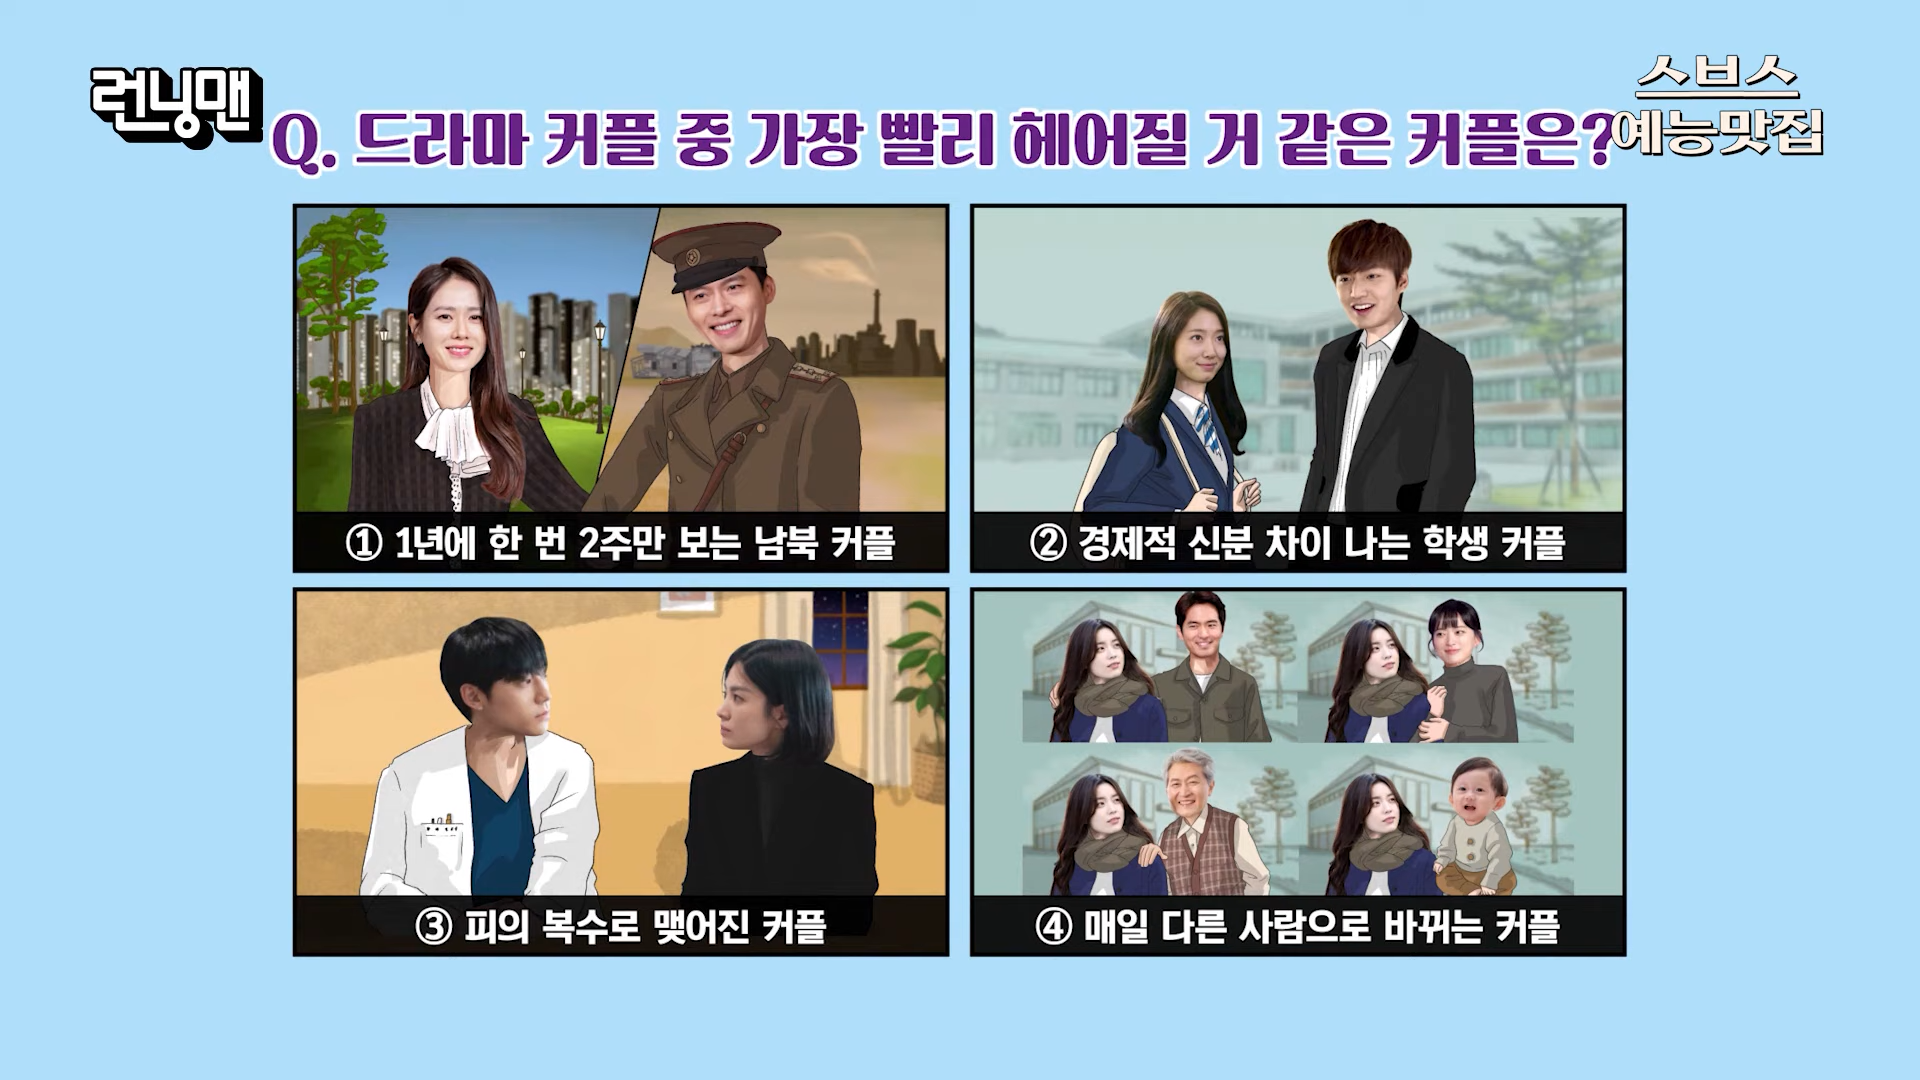 런닝맨
스브스
예능맛집
Q. 드라마 커플 중 가장 빨리 헤어질 거 같은 커플은?
① 1년에 한 번 2주만 보는 남북 커플
② 경제적 신분 차이 나는 학생 커플
③ 피의 복수로 맺어진 커플
④ 매일 다른 사람으로 바뀌는 커플